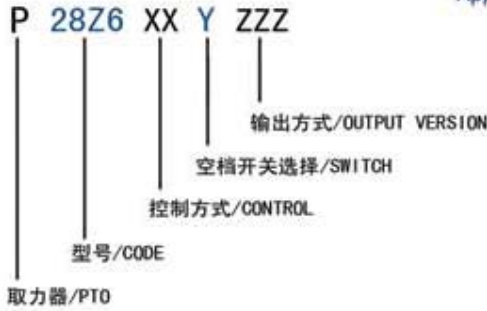 P 28Z6 XX Y ZZZ
输出方式/OUTPUT VERSION
空档开关选择/SWITCH
控制方式/CONTROL
型号/CODE
取力器/PTO